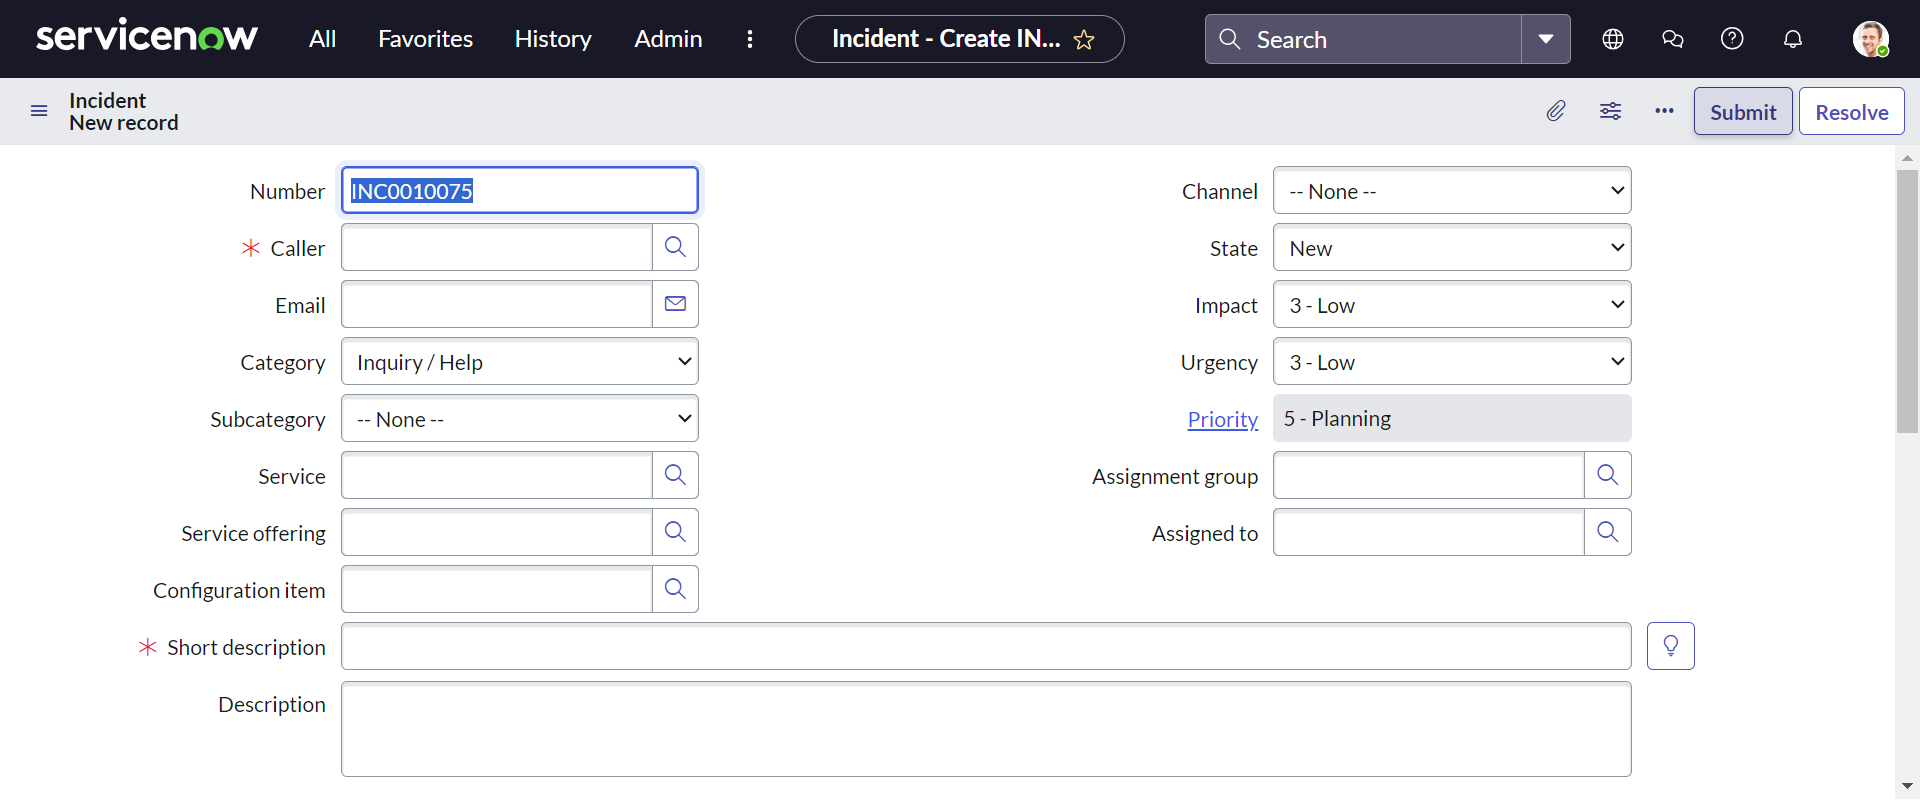 servicenow All Favorites History Admin Incident - Create IN... Search
Incident
New record
Submit Resolve
Number INC0010075
Channel -- None --
Caller
State New
Email
Impact 3 - Low
Category Inquiry / Help
Urgency 3 - Low
Subcategory -- None --
Priority 5 - Planning
Service
Assignment group
Service offering
Assigned to
Configuration item
Short description
Description